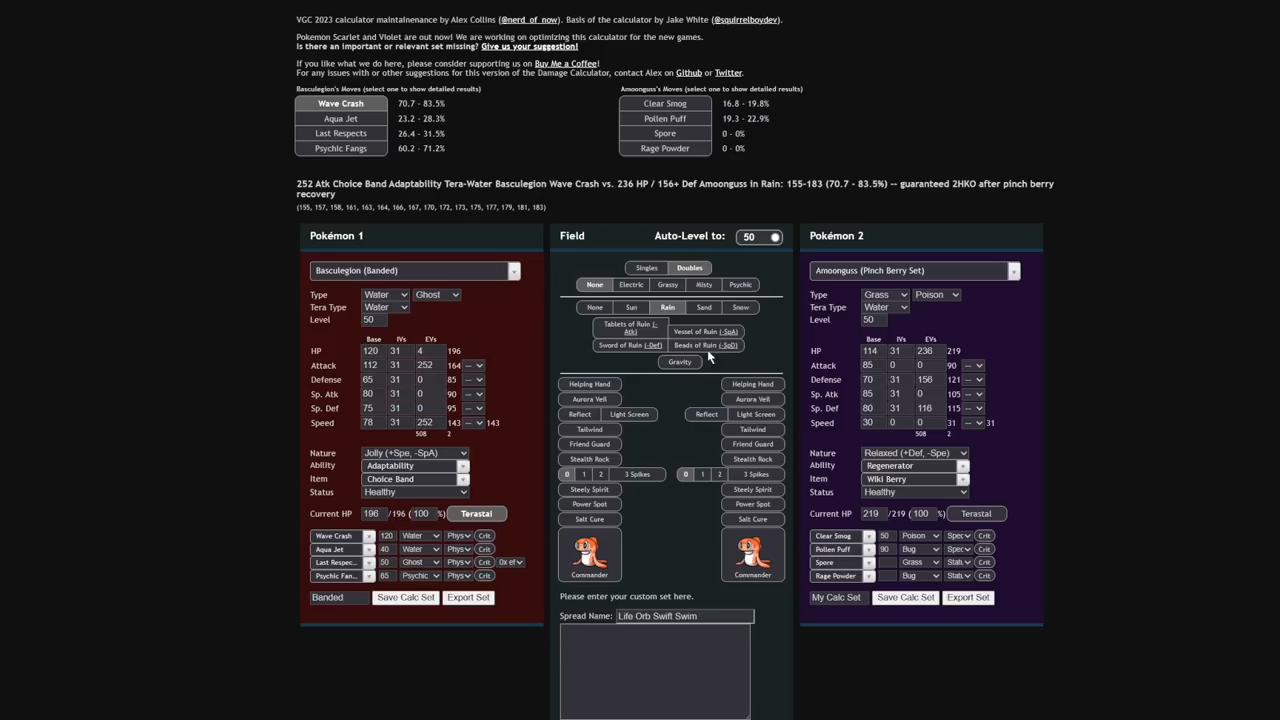 VGC 2023 calculator maintainenance by Alex Collins (@nerd_of_now). Basis of the calculator by Jake White (@squirrelboydev).
Pokemon Scarlet and Violet are out now! We are working on optimizing this calculator for the new games.
Is there an important or relevant set missing? Give us your suggestion!
If you like what we do here, please consider supporting us on Buy Me a Coffee!
For any issues with or other suggestions for this version of the Damage Calculator, contact Alex on Github or Twitter.
Basculegion's Moves (select one to show detailed results)
Wave Crash 70.7 - 83.5%
Aqua Jet 23.2 - 28.3%
Last Respects 26.4 - 31.5%
Psychic Fangs 60.2 - 71.2%
Amoonguss's Moves (select one to show detailed results)
Clear Smog 16.8 - 19.8%
Pollen Puff 19.3 - 22.9%
Spore 0 - 0%
Rage Powder 0 - 0%
252 Atk Choice Band Adaptability Tera-Water Basculegion Wave Crash vs. 236 HP / 156+ Def Amoonguss in Rain: 155-183 (70.7 - 83.5%) -- guaranteed 2HKO after pinch berry
recovery
(155, 157, 158, 161, 163, 164, 166, 167, 170, 172, 173, 175, 177, 179, 181, 183)
Pokémon 1
Basculegion (Banded)
Type Water Ghost
Tera Type Water
Level 50
Base IVs EVs
HP 120 31 4 196
Attack 112 31 252 164 --
Defense 65 31 0 85 --
Sp. Atk 80 31 0 90 --
Sp. Def 75 31 0 95 --
Speed 78 31 252 143 -- 143
508 2
Nature Jolly (+Spe, -SpA)
Ability Adaptability
Item Choice Band
Status Healthy
Current HP 196 /196 (100 %) Terastal
Wave Crash 120 Water Phys Crit
Aqua Jet 40 Water Phys Crit
Last Respec... 50 Ghost Phys Crit 0x ef
Psychic Fan... 85 Psychic Phys Crit
Banded Save Calc Set Export Set
Field Auto-Level to: 50
Singles Doubles
None Electric Grassy Misty Psychic
None Sun Rain Sand Snow
Tablets of Ruin (-
Atk) Vessel of Ruin (-SpA)
Sword of Ruin (-Def) Beads of Ruin (-SpD)
Gravity
Helping Hand Helping Hand
Aurora Veil Aurora Veil
Reflect Light Screen Reflect Light Screen
Tailwind Tailwind
Friend Guard Friend Guard
Stealth Rock Stealth Rock
0 1 2 3 Spikes 0 1 2 3 Spikes
Steely Spirit Steely Spirit
Power Spot Power Spot
Salt Cure Salt Cure
Commander Commander
Please enter your custom set here.
Spread Name: Life Orb Swift Swim
Pokémon 2
Amoonguss (Pinch Berry Set)
Type Grass Poison
Tera Type Water
Level 50
Base IVs EVs
HP 114 31 236 219
Attack 85 31 0 90 --
Defense 70 31 156 121 --
Sp. Atk 85 31 0 105 --
Sp. Def 80 31 116 115 --
Speed 30 0 0 31 -- 31
508 2
Nature Relaxed (+Def, -Spe)
Ability Regenerator
Item Wiki Berry
Status Healthy
Current HP 219 /219 (100 %) Terastal
Clear Smog 50 Poison Spec Crit
Pollen Puff 90 Bug Spec Crit
Spore Grass Statu Crit
Rage Powder Bug Statu Crit
My Calc Set Save Calc Set Export Set